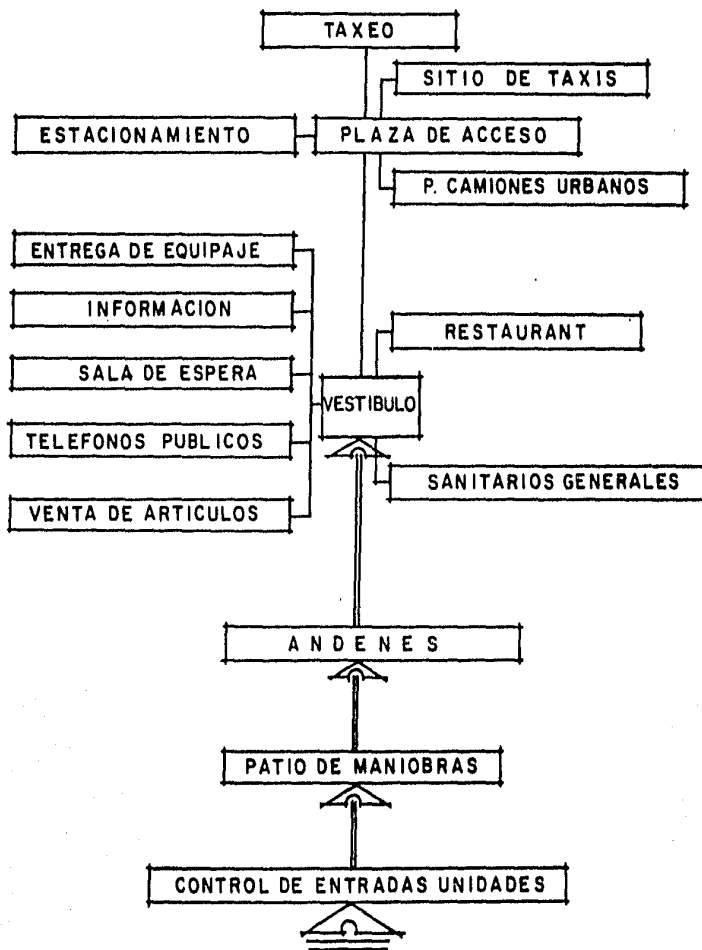 TAXEO
SITIO DE TAXIS
ESTACIONAMIENTO
PLAZA DE ACCESO
P. CAMIONES URBANOS
ENTREGA DE EQUIPAJE
INFORMACION
RESTAURANT
SALA DE ESPERA
VESTIBULO
TELEFONOS PUBLICOS
SANITARIOS GENERALES
VENTA DE ARTICULOS
ANDENES
PATIO DE MANIOBRAS
CONTROL DE ENTRADAS UNIDADES